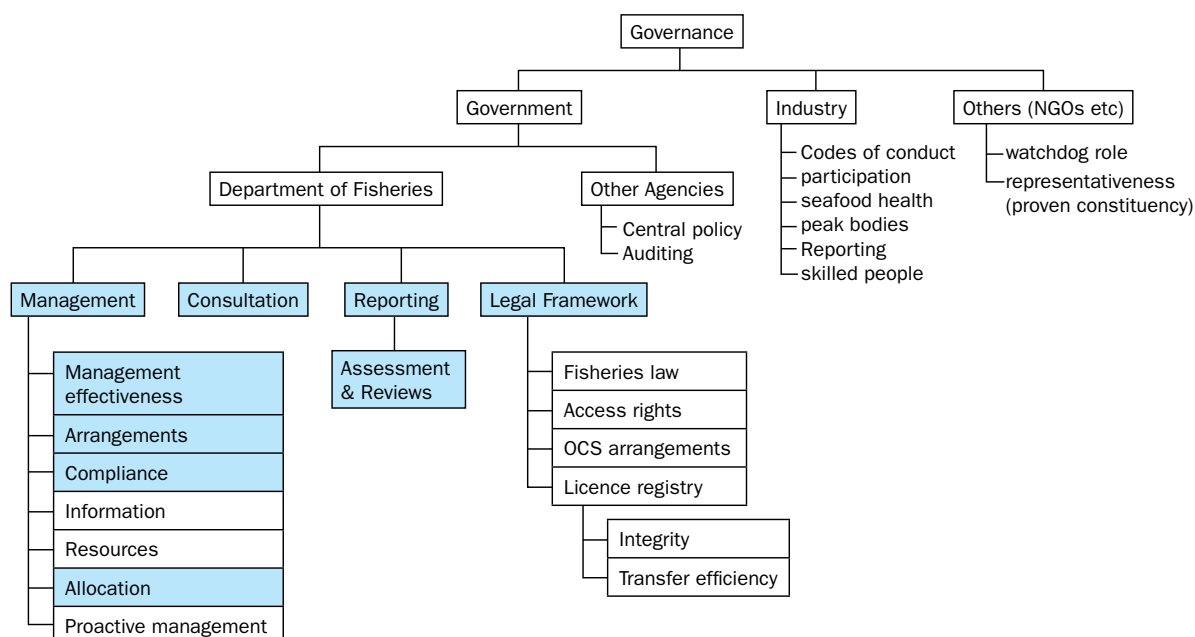 Governance
Government
Industry
Others (NGOs etc)
Codes of conduct
participation
seafood health
peak bodies
Reporting
skilled people
watchdog role
representativeness
(proven constituency)
Department of Fisheries
Other Agencies
Central policy
Auditing
Management
Consultation
Reporting
Legal Framework
Management
effectiveness
Arrangements
Compliance
Information
Resources
Allocation
Proactive management
Assessment
& Reviews
Fisheries law
Access rights
OCS arrangements
Licence registry
Integrity
Transfer efficiency